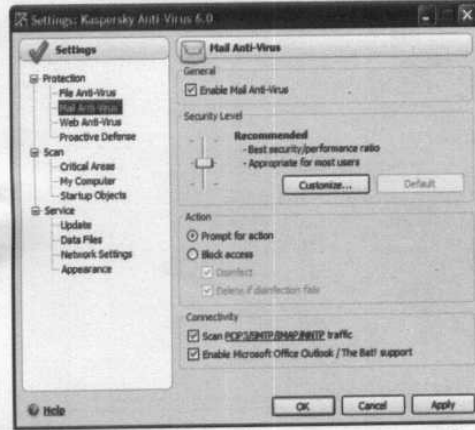 Settings: Kaspersky Anti-Virus 6.0
Settings
Protection
File Anti-Virus
Mail Anti-Virus
Web Anti-Virus
Proactive Defense
Scan
Critical Areas
My Computer
Startup Objects
Service
Update
Data Files
Network Settings
Appearance
Help
Mail Anti-Virus
General
Enable Mail Anti-Virus
Security Level
Recommended
- Best security/performance ratio
- Appropriate for most users
Customize... Default
Action
Prompt for action
Block access
Disinfect
Delete if disinfection fails
Connectivity
Scan POP3/SMTP/IMAP/NNTP traffic
Enable Microsoft Office Outlook / The Bat! support
OK Cancel Apply